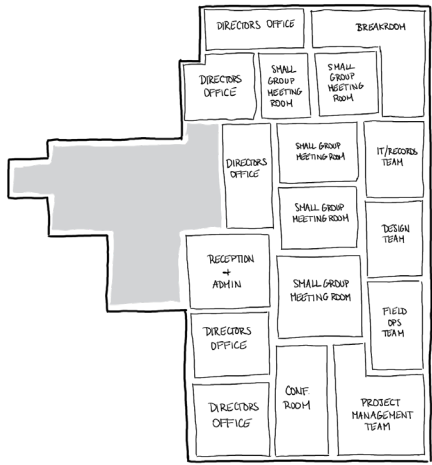 DIRECTORS OFFICE
BREAKROOM
DIRECTORS
OFFICE
SMALL
GROUP
MEETING
ROOM
SMALL
GROUP
MEETING
ROOM
DIRECTORS
OFFICE
SMALL GROUP
MEETING ROOM
IT/RECORDS
TEAM
SMALL GROUP
MEETING ROOM
DESIGN
TEAM
RECEPTION
+
ADMIN
SMALL GROUP
MEETING ROOM
FIELD
OPS
TEAM
DIRECTORS
OFFICE
DIRECTORS
OFFICE
CONF.
ROOM
PROJECT
MANAGEMENT
TEAM